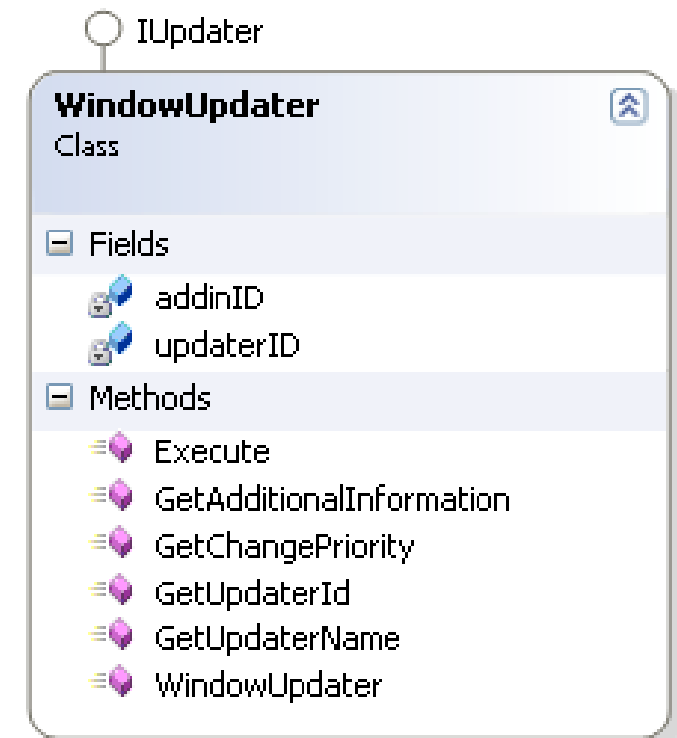 IUpdater
WindowUpdater
Class
Fields
addinID
updaterID
Methods
Execute
GetAdditionalInformation
GetChangePriority
GetUpdaterId
GetUpdaterName
WindowUpdater